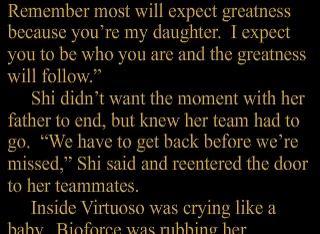 Remember most will expect greatness
because you’re my daughter.  I expect
you to be who you are and the greatness
will follow.”
Shi didn’t want the moment with her
father to end, but knew her team had to
go.  “We have to get back before we’re
missed,” Shi said and reentered the door
to her teammates.
Inside Virtuoso was crying like a
baby.  Bioforce was rubbing her